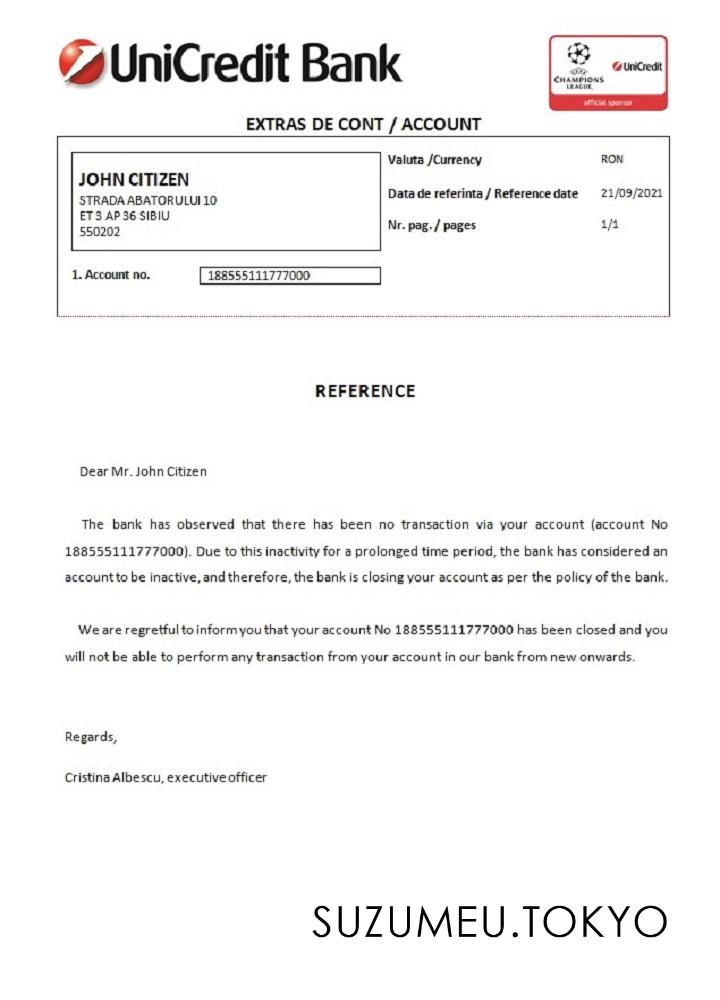 UniCredit Bank
UEFA
CHAMPIONS
LEAGUE
UniCredit
official sponsor
EXTRAS DE CONT / ACCOUNT
JOHN CITIZEN
STRADA ABATORULUI 10
ET 3 AP 36 SIBIU
550202
Valuta /Currency RON
Data de referinta / Reference date 21/09/2021
Nr. pag. / pages 1/1
1. Account no. 188555111777000
REFERENCE
Dear Mr. John Citizen
The bank has observed that there has been no transaction via your account (account No
188555111777000). Due to this inactivity for a prolonged time period, the bank has considered an
account to be inactive, and therefore, the bank is closing your account as per the policy of the bank.
We are regretful to inform you that your account No 188555111777000 has been closed and you
will not be able to perform any transaction from your account in our bank from new onwards.
Regards,
Cristina Albescu, executive officer
SUZUMEU.TOKYO